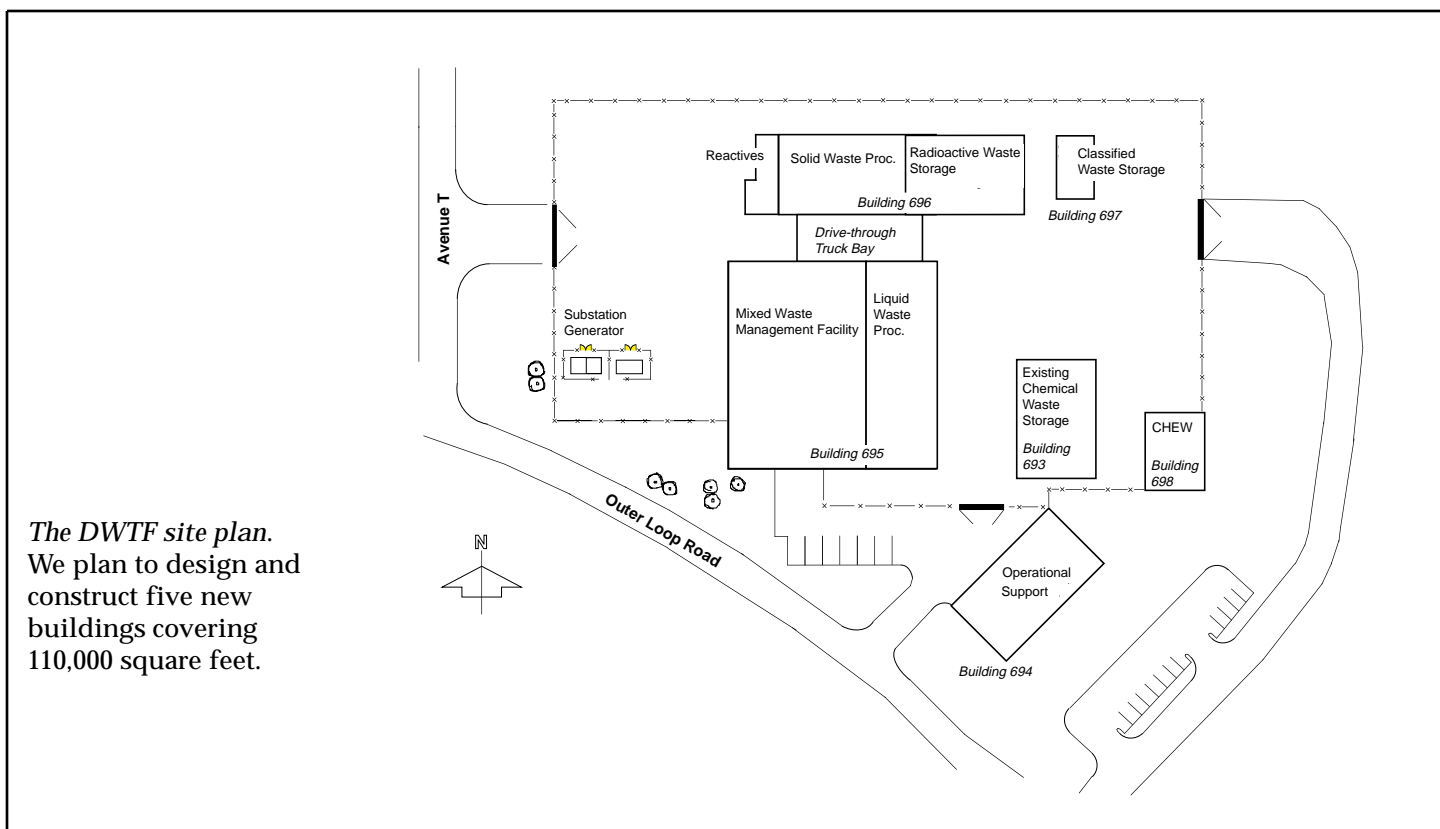 Reactives
Solid Waste Proc.
Radioactive Waste
Storage
Building 696
Classified
Waste Storage
Building 697
Avenue T
Drive-through
Truck Bay
Substation
Generator
Mixed Waste
Management Facility
Liquid
Waste
Proc.
Building 695
Existing
Chemical
Waste
Storage
Building
693
CHEW
Building
698
Outer Loop Road
N
Operational
Support
Building 694
The DWTF site plan.
We plan to design and
construct five new
buildings covering
110,000 square feet.